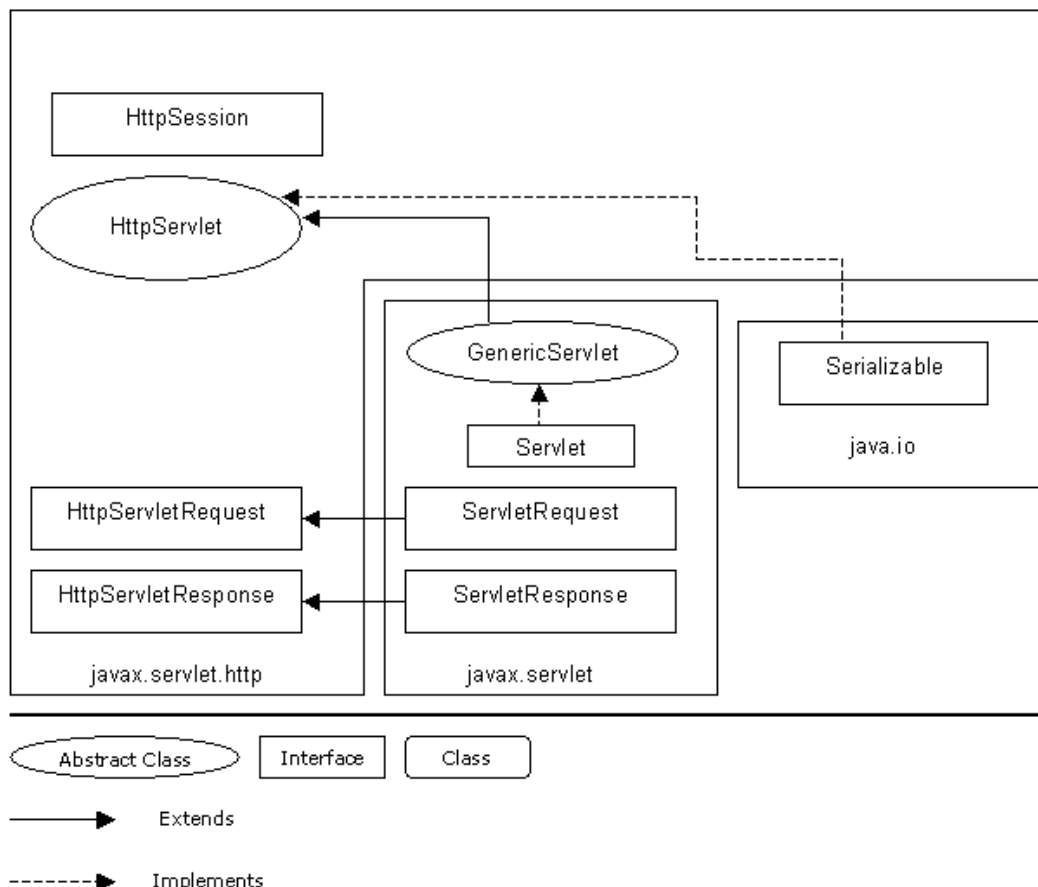 HttpSession
HttpServlet
GenericServlet
Serializable
Servlet
java.io
HttpServletRequest
ServletRequest
HttpServletResponse
ServletResponse
javax.servlet.http
javax.servlet
Abstract Class
Interface
Class
Extends
Implements